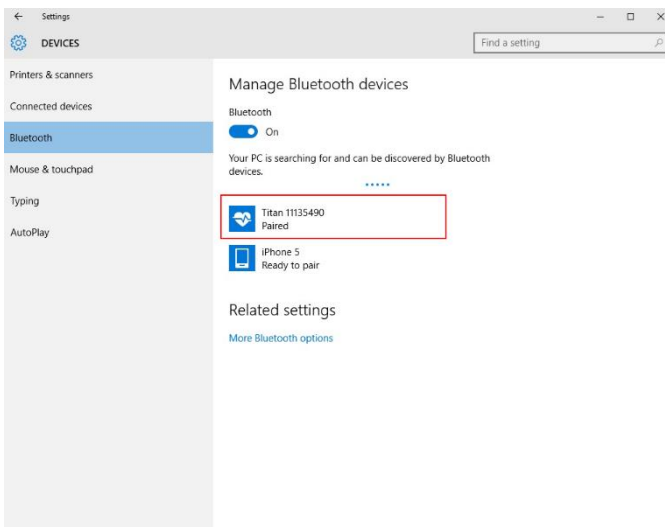 Settings
DEVICES
Find a setting
Printers & scanners
Connected devices
Bluetooth
Mouse & touchpad
Typing
AutoPlay
Manage Bluetooth devices
Bluetooth
On
Your PC is searching for and can be discovered by Bluetooth
devices.
Titan 11135490
Paired
iPhone 5
Ready to pair
Related settings
More Bluetooth options